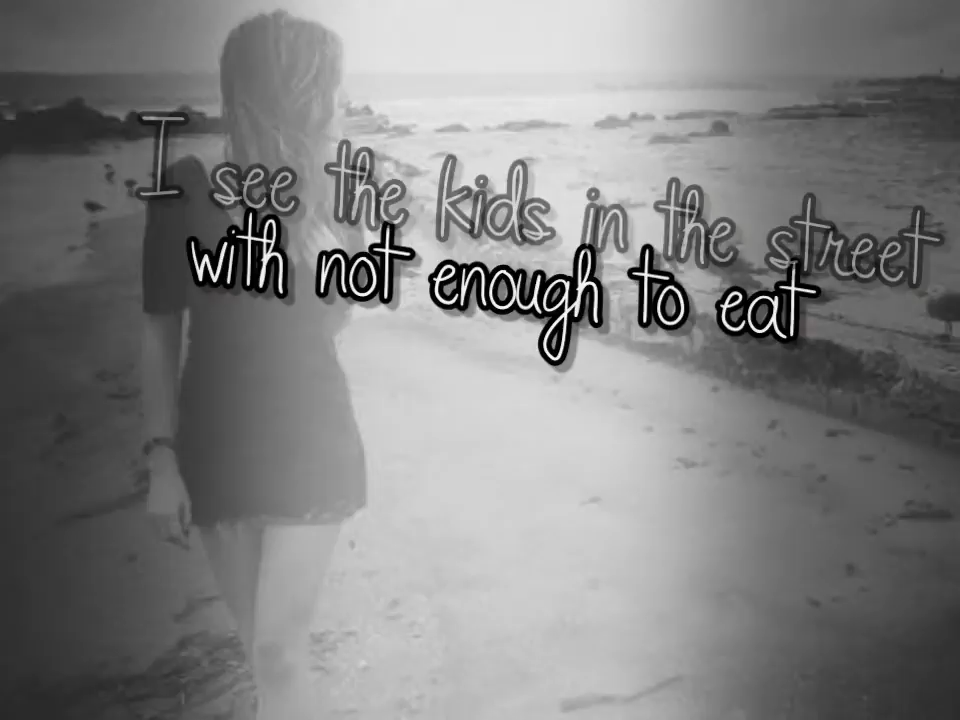 I see the kids in the street
with not enough to eat